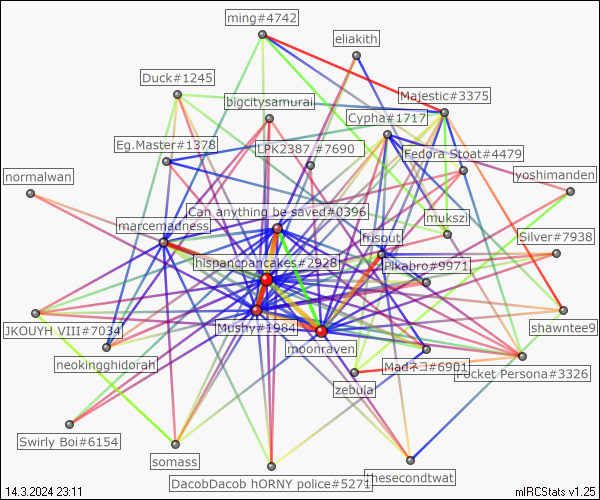 ming#4742
eliakith
Duck#1245
Majestic#3375
bigcitysamurai
Cypha#1717
Eg.Master#1378
LPK2387 #7690
Fedora Stoat#4479
normalwan
yoshimanden
Can anything be saved#0396
mukszi
marcemadness
frisout
Silver#7938
hispancpancakes#2928
Pikabro#9971
JKOUYH VIII#7034
Mushy#1984
shawntee9
moonraven
neokingghidorah
Madネコ#6901
Pocket Persona#3326
zebula
Swirly Boi#6154
somass
thesecondtwat
DacobDacob hORNY police#5271
14.3.2024 23:11
mIRCStats v1.25